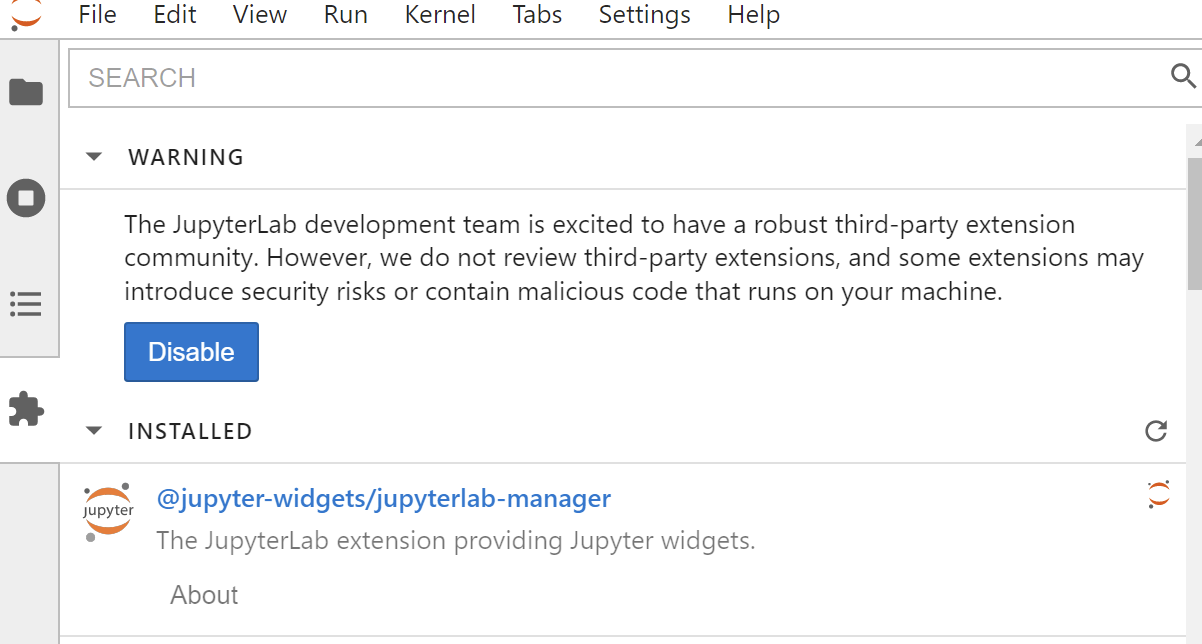 File Edit View Run Kernel Tabs Settings Help
SEARCH
WARNING
The JupyterLab development team is excited to have a robust third-party extension
community. However, we do not review third-party extensions, and some extensions may
introduce security risks or contain malicious code that runs on your machine.
Disable
INSTALLED
jupyter
@jupyter-widgets/jupyterlab-manager
The JupyterLab extension providing Jupyter widgets.
About